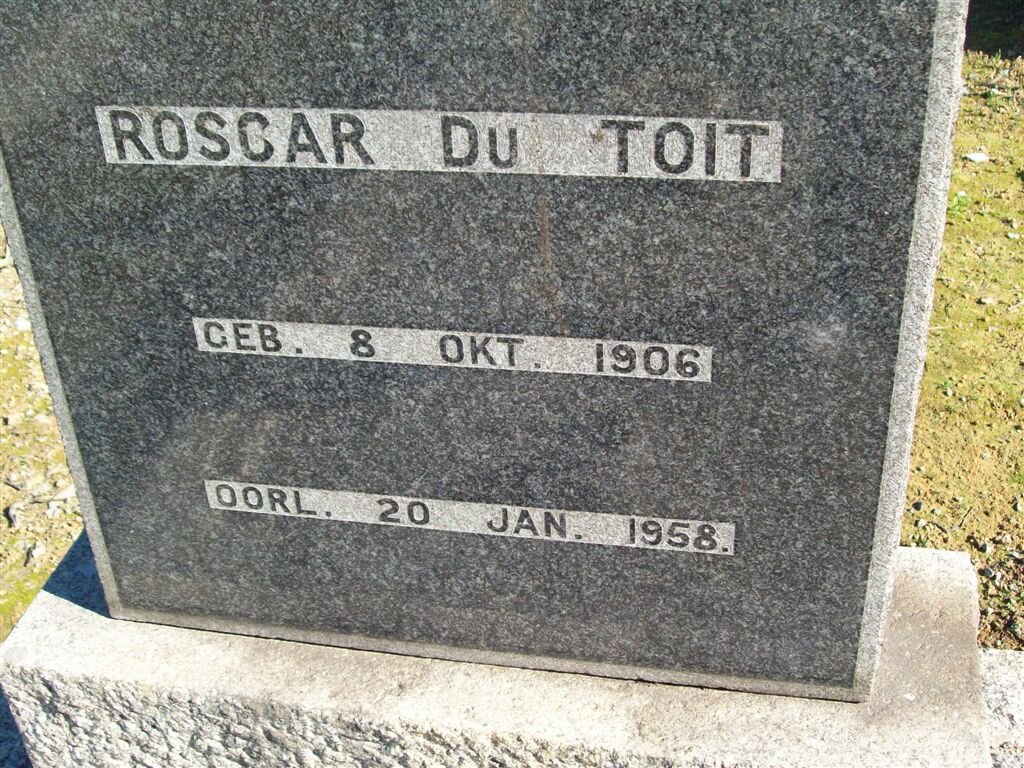 ROSCAR Du TOIT
GEB. 8 OKT. 1906
OORL. 20 JAN. 1958.